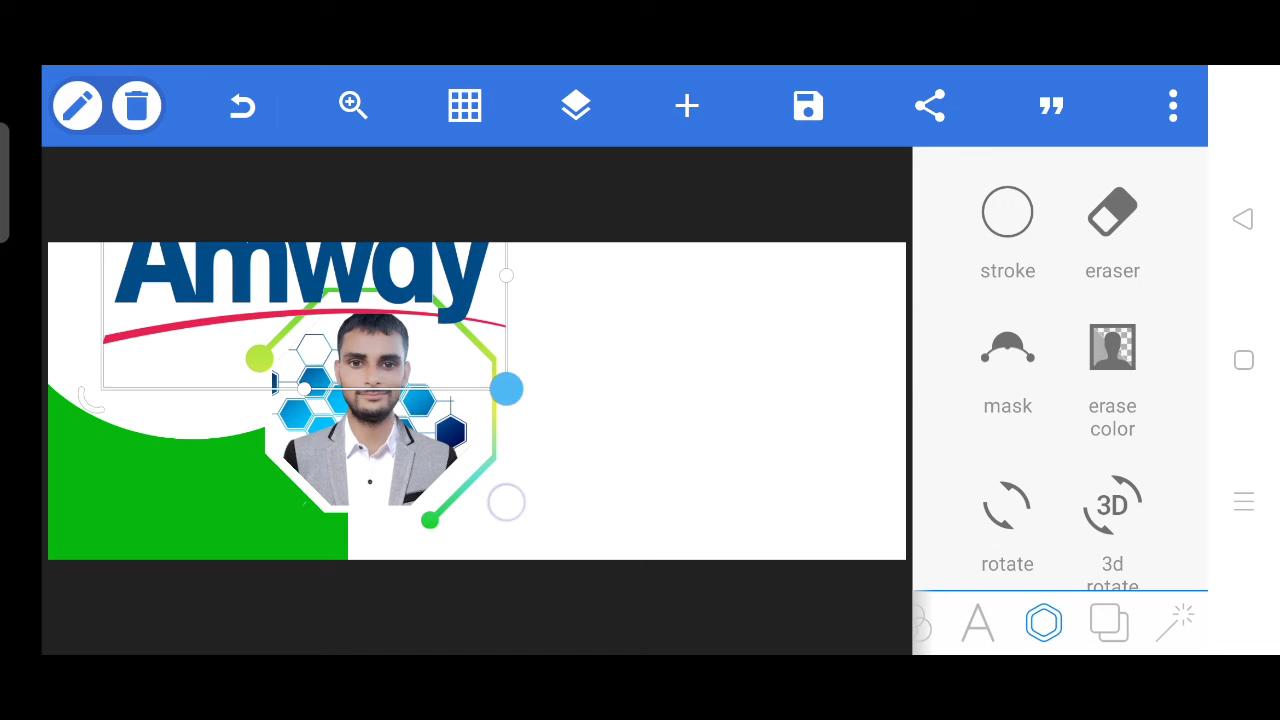 Amway
stroke
eraser
mask
erase
color
rotate
3D
3d
rotate